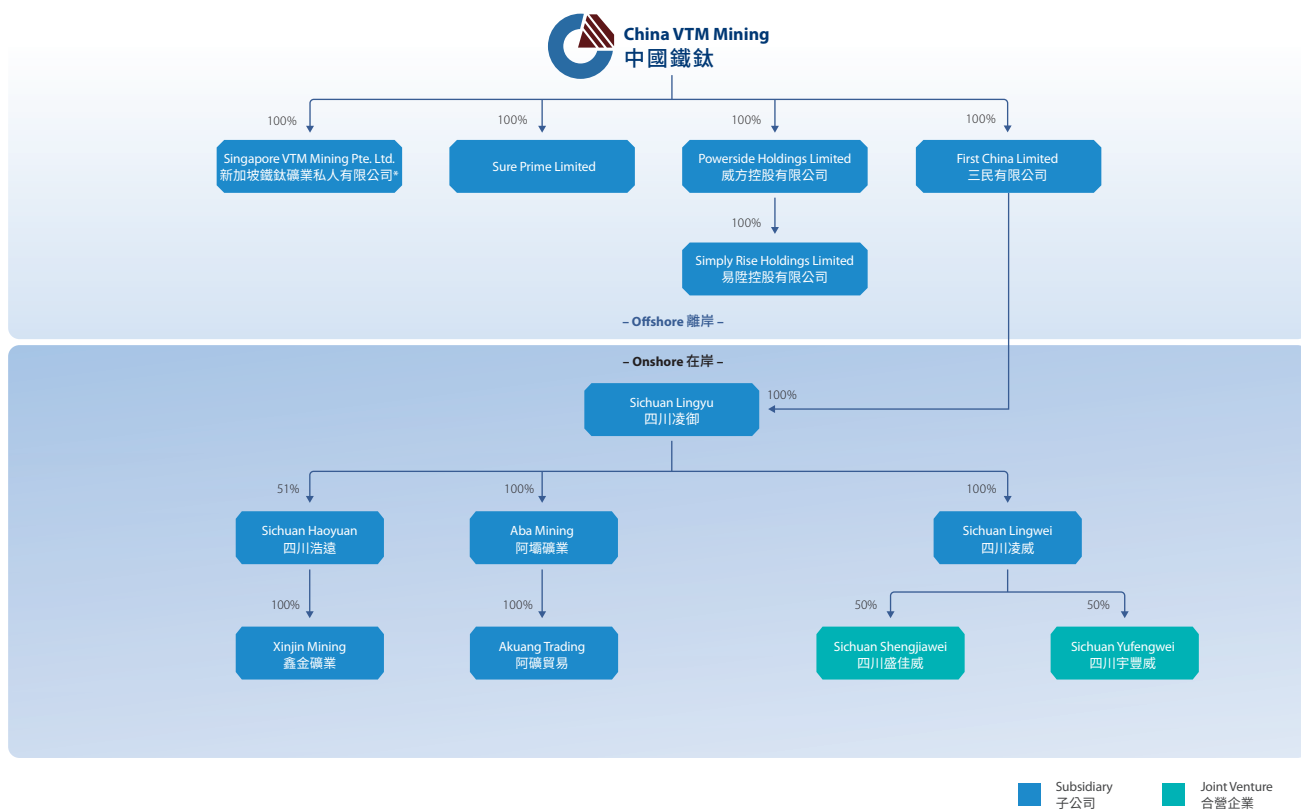 China VTM Mining
中國鐵鈦
100%
100%
100%
100%
Singapore VTM Mining Pte. Ltd.
新加坡鐵鈦礦業私人有限公司*
Sure Prime Limited
Powerside Holdings Limited
威方控股有限公司
First China Limited
三民有限公司
100%
Simply Rise Holdings Limited
易陞控股有限公司
– Offshore 離岸 –
– Onshore 在岸 –
Sichuan Lingyu
四川凌御
100%
51%
100%
100%
Sichuan Haoyuan
四川浩遠
Aba Mining
阿壩礦業
Sichuan Lingwei
四川凌威
100%
100%
50%
50%
Xinjin Mining
鑫金礦業
Akuang Trading
阿礦貿易
Sichuan Shengjiawei
四川盛佳威
Sichuan Yufengwei
四川宇豐威
Subsidiary
子公司
Joint Venture
合營企業